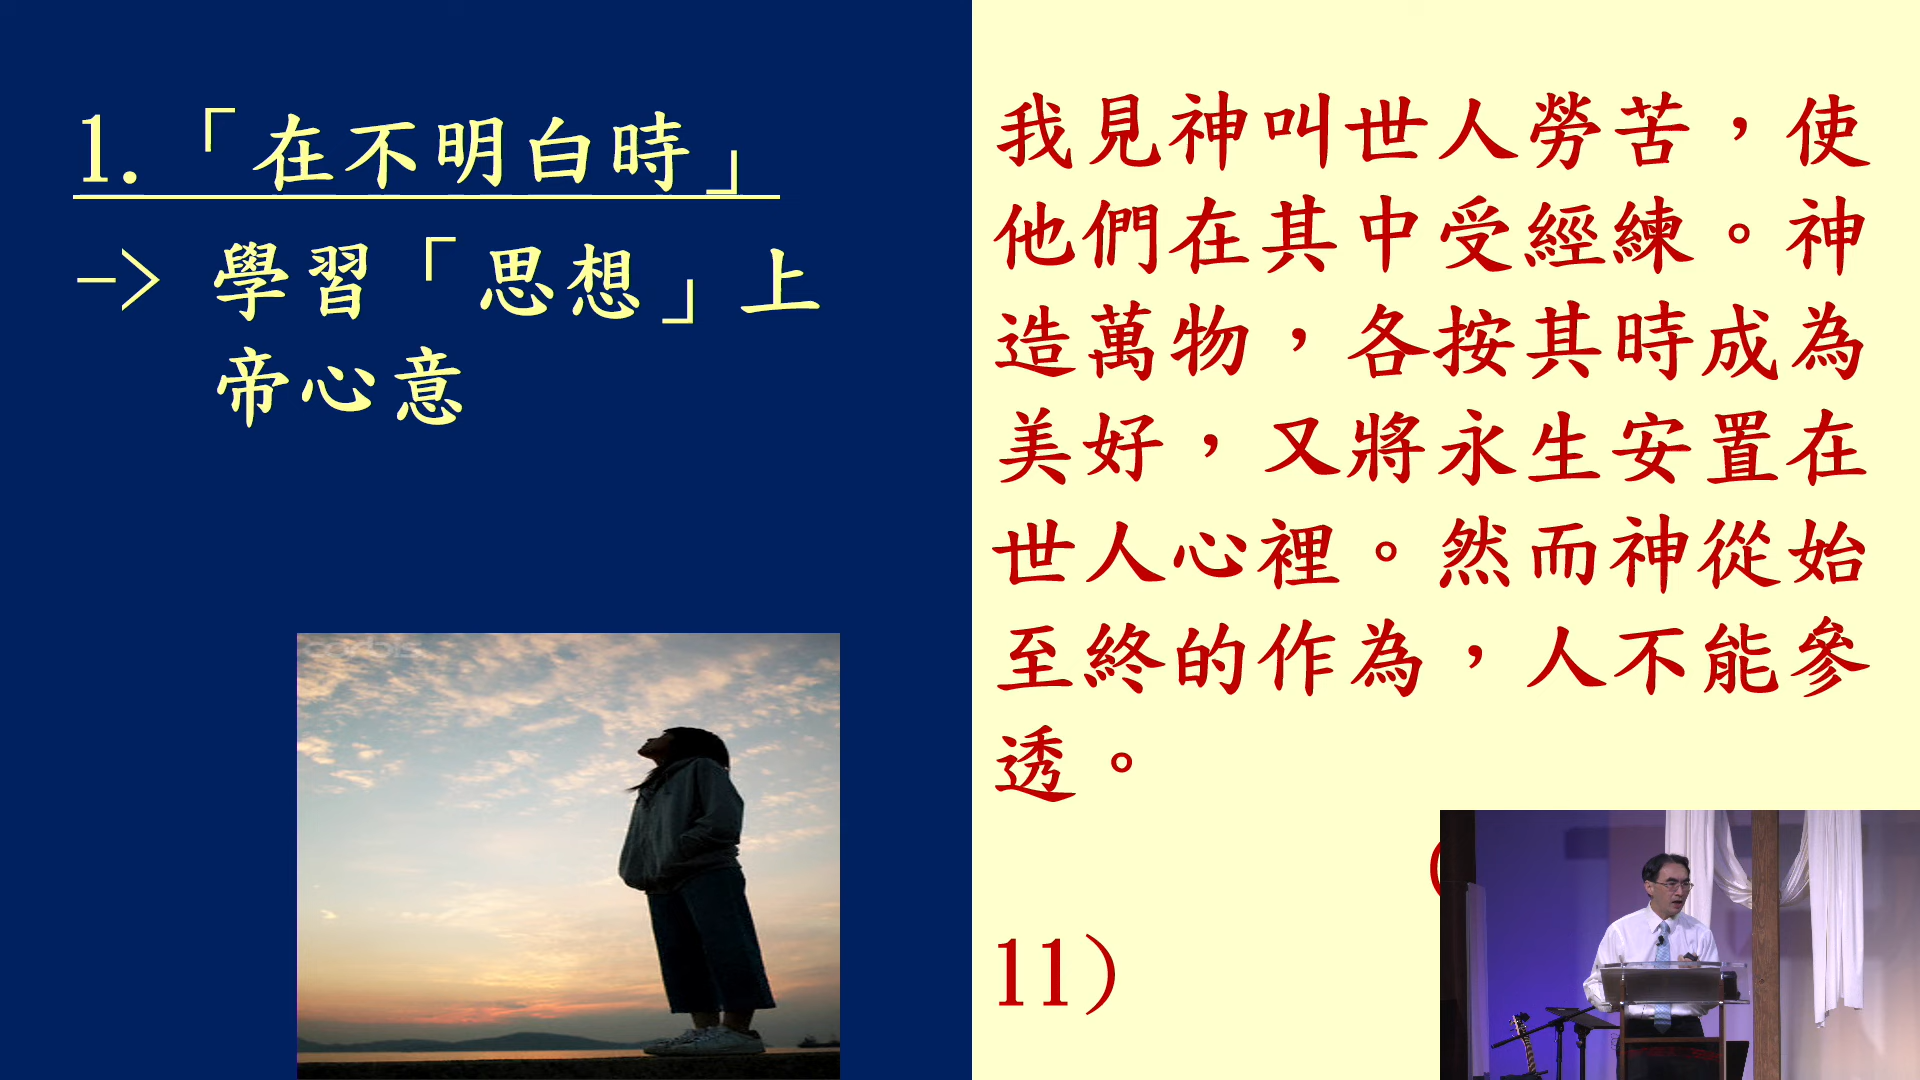 1.「在不明白時」
-> 學習「思想」上
帝心意
我見神叫世人勞苦，使
他們在其中受經練。神
造萬物，各按其時成為
美好，又將永生安置在
世人心裡。然而神從始
至終的作為，人不能參
透。
(
11)